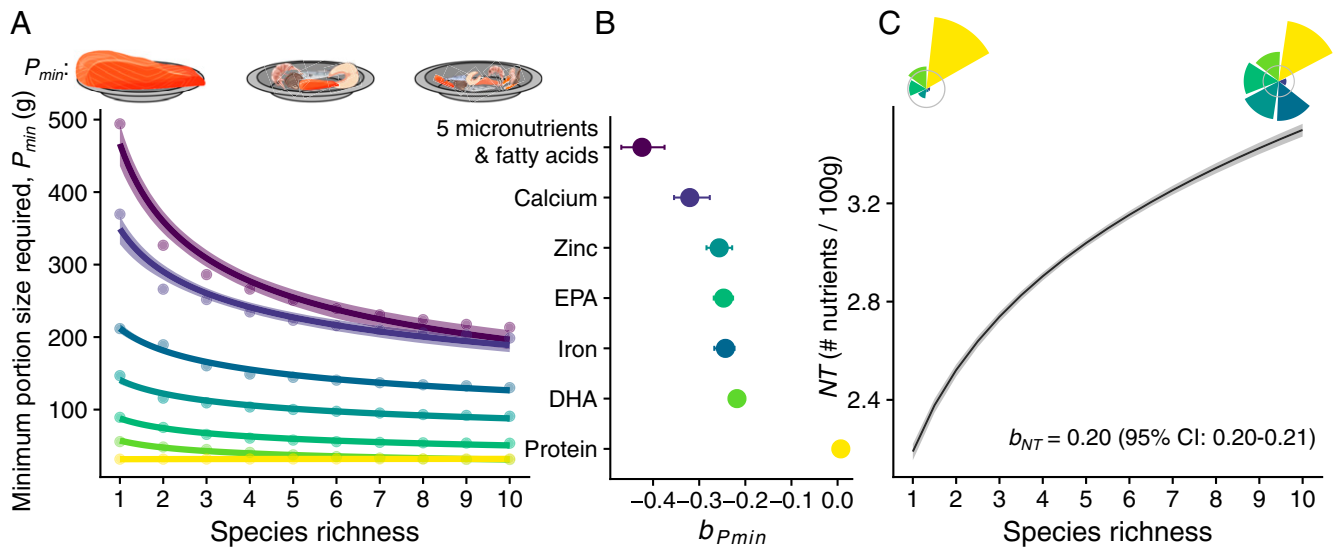 A
P_min:
Minimum portion size required, P_min (g)
500
400
300
200
100
1 2 3 4 5 6 7 8 9 10
Species richness
B
5 micronutrients
& fatty acids
Calcium
Zinc
EPA
Iron
DHA
Protein
−0.4 −0.3 −0.2 −0.1 0.0
b_Pmin
C
NT (# nutrients / 100g)
3.2
2.8
2.4
b_NT = 0.20 (95% CI: 0.20-0.21)
1 2 3 4 5 6 7 8 9 10
Species richness